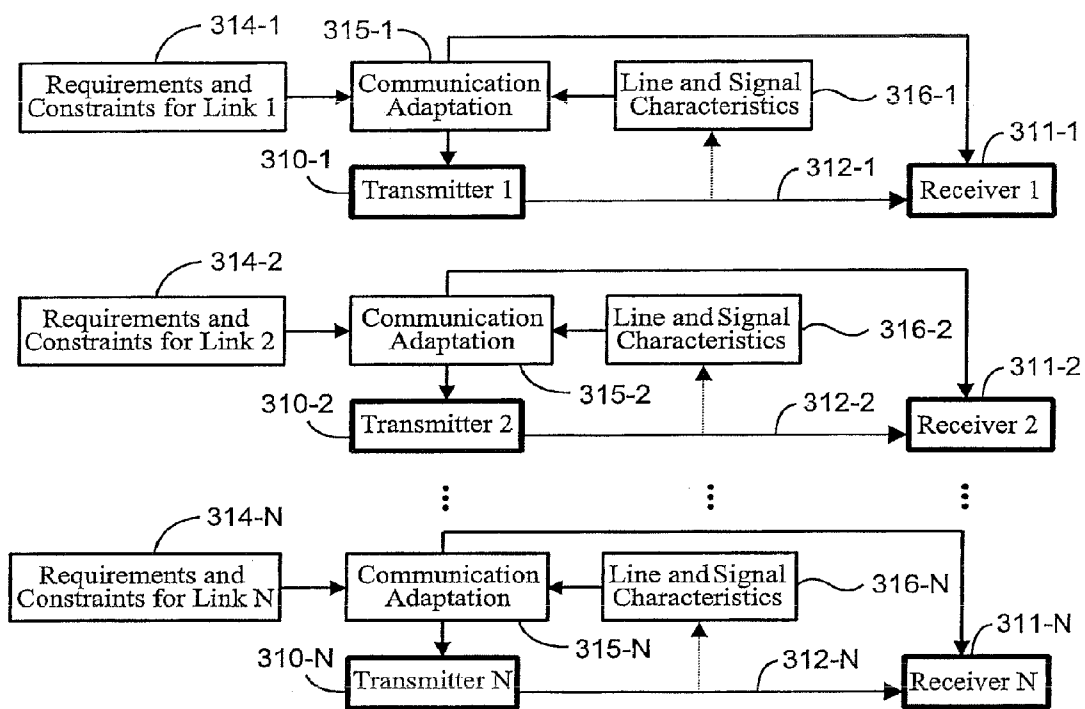 314-1
315-1
Requirements and
Constraints for Link 1
Communication
Adaptation
Line and Signal
Characteristics
316-1
311-1
310-1
Transmitter 1
312-1
Receiver 1
314-2
Requirements and
Constraints for Link 2
Communication
Adaptation
Line and Signal
Characteristics
316-2
311-2
310-2
Transmitter 2
315-2
312-2
Receiver 2
314-N
Requirements and
Constraints for Link N
Communication
Adaptation
Line and Signal
Characteristics
316-N
311-N
310-N
Transmitter N
315-N
312-N
Receiver N